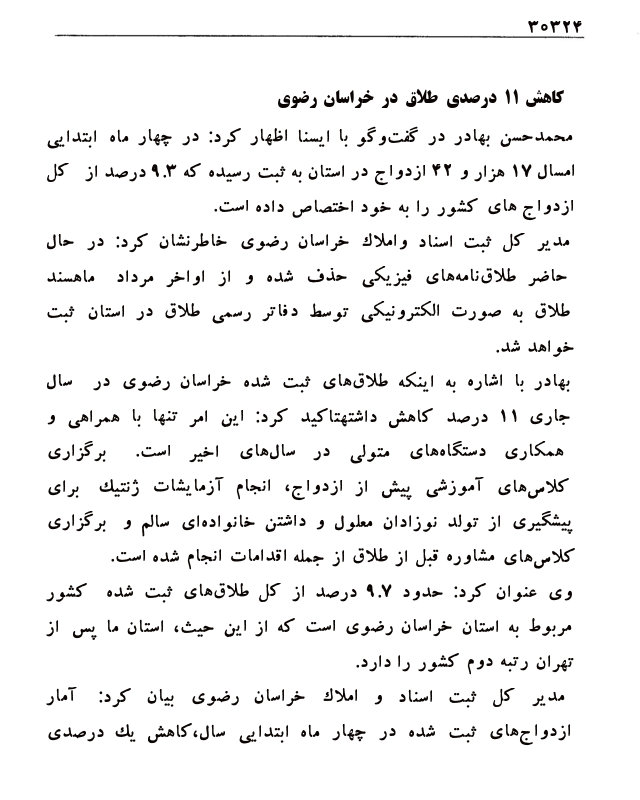 ۳۰۳۲۴
کاهش ۱۱ درصدی طلاق در خراسان رضوی
محمدحسن بهادر در گفت‌وگو با ایسنا اظهار کرد: در چهار ماه ابتدایی
امسال ۱۷ هزار و ۴۲ ازدواج در استان به ثبت رسیده که ۹.۳ درصد از کل
ازدواج های کشور را به خود اختصاص داده است.
مدیر کل ثبت اسناد واملاک خراسان رضوی خاطرنشان کرد: در حال
حاضر طلاق‌نامه‌های فیزیکی حذف شده و از اواخر مرداد ماهسند
طلاق به صورت الکترونیکی توسط دفاتر رسمی طلاق در استان ثبت
خواهد شد.
بهادر با اشاره به اینکه طلاق‌های ثبت شده خراسان رضوی در سال
جاری ۱۱ درصد کاهش داشتهتاکید کرد: این امر تنها با همراهی و
همکاری دستگاه‌های متولی در سال‌های اخیر است. برگزاری
کلاس‌های آموزشی پیش از ازدواج، انجام آزمایشات ژنتیک برای
پیشگیری از تولد نوزادان معلول و داشتن خانواده‌ای سالم و برگزاری
کلاس‌های مشاوره قبل از طلاق از جمله اقدامات انجام شده است.
وی عنوان کرد: حدود ۹.۷ درصد از کل طلاق‌های ثبت شده کشور
مربوط به استان خراسان رضوی است که از این حیث، استان ما پس از
تهران رتبه دوم کشور را دارد.
مدیر کل ثبت اسناد و املاک خراسان رضوی بیان کرد: آمار
ازدواج‌های ثبت شده در چهار ماه ابتدایی سال،کاهش یک درصدی